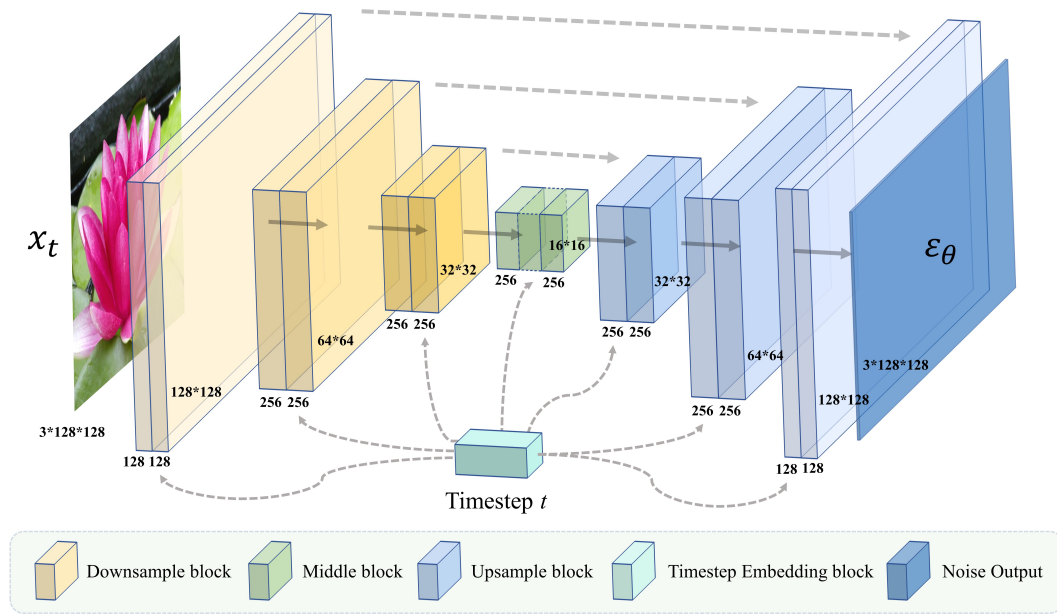 x_t
3*128*128
128 128
128*128
256 256
64*64
256 256
32*32
256 256
16*16
256 256
32*32
256 256
64*64
128 128
128*128
3*128*128
ε_θ
Timestep t
Downsample block
Middle block
Upsample block
Timestep Embedding block
Noise Output